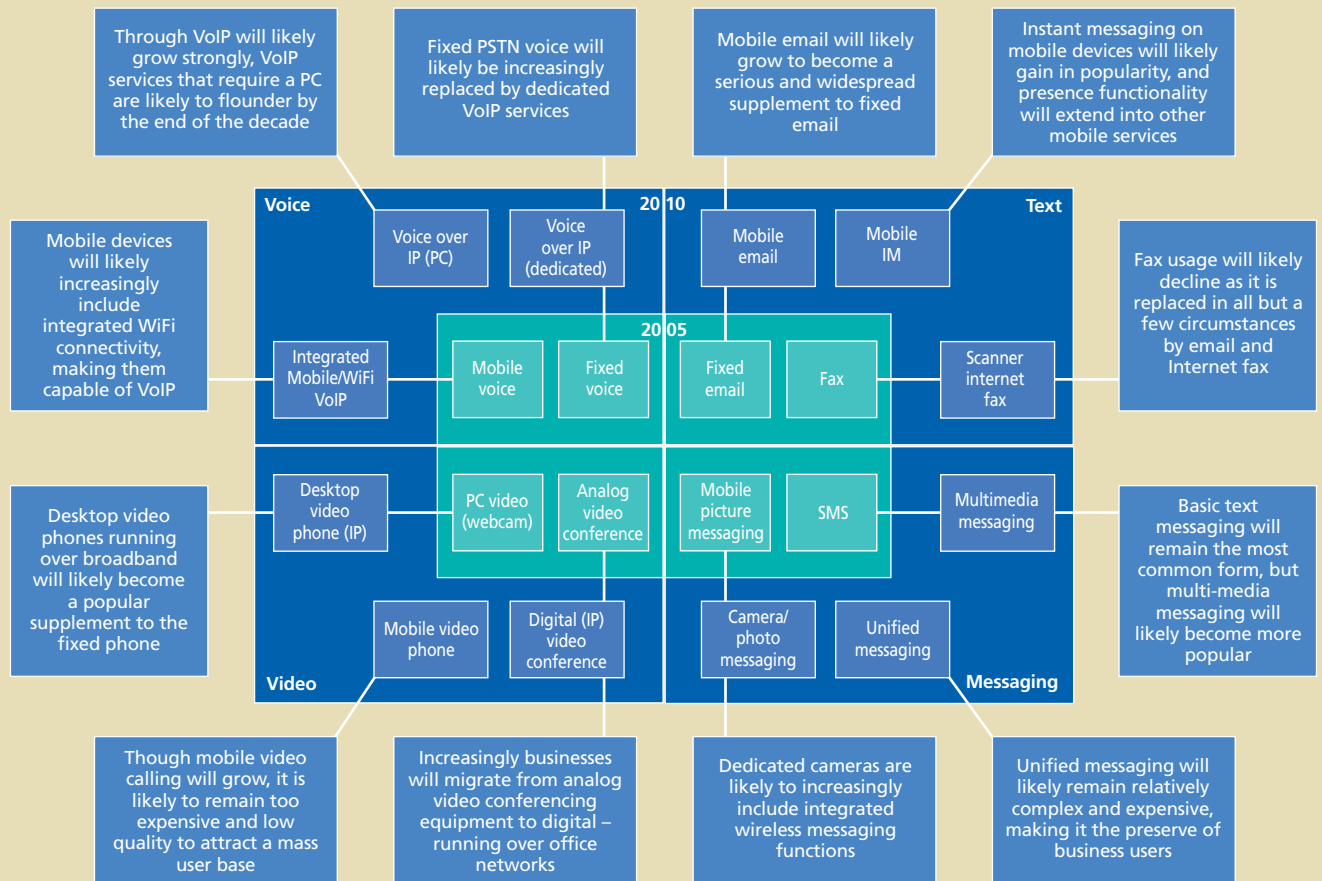 Through VoIP will likely
grow strongly, VoIP
services that require a PC
are likely to flounder by
the end of the decade
Fixed PSTN voice will
likely be increasingly
replaced by dedicated
VoIP services
Mobile email will likely
grow to become a
serious and widespread
supplement to fixed
email
Instant messaging on
mobile devices will likely
gain in popularity, and
presence functionality
will extend into other
mobile services
Voice
2010
Text
Voice over
IP (PC)
Voice
over IP
(dedicated)
Mobile
email
Mobile
IM
Mobile devices
will likely
increasingly
include
integrated WiFi
connectivity,
making them
capable of VoIP
2005
Integrated
Mobile/WiFi
VoIP
Mobile
voice
Fixed
voice
Fixed
email
Fax
Scanner
internet
fax
Fax usage will likely
decline as it is
replaced in all but a
few circumstances
by email and
Internet fax
Desktop video
phones running
over broadband
will likely become
a popular
supplement to the
fixed phone
Desktop
video
phone (IP)
PC video
(webcam)
Analog
video
conference
Mobile
picture
messaging
SMS
Multimedia
messaging
Basic text
messaging will
remain the most
common form, but
multi-media
messaging will
likely become more
popular
Mobile video
phone
Digital (IP)
video
conference
Camera/
photo
messaging
Unified
messaging
Video
Messaging
Though mobile video
calling will grow, it is
likely to remain too
expensive and low
quality to attract a mass
user base
Increasingly businesses
will migrate from analog
video conferencing
equipment to digital –
running over office
networks
Dedicated cameras are
likely to increasingly
include integrated
wireless messaging
functions
Unified messaging will
likely remain relatively
complex and expensive,
making it the preserve of
business users